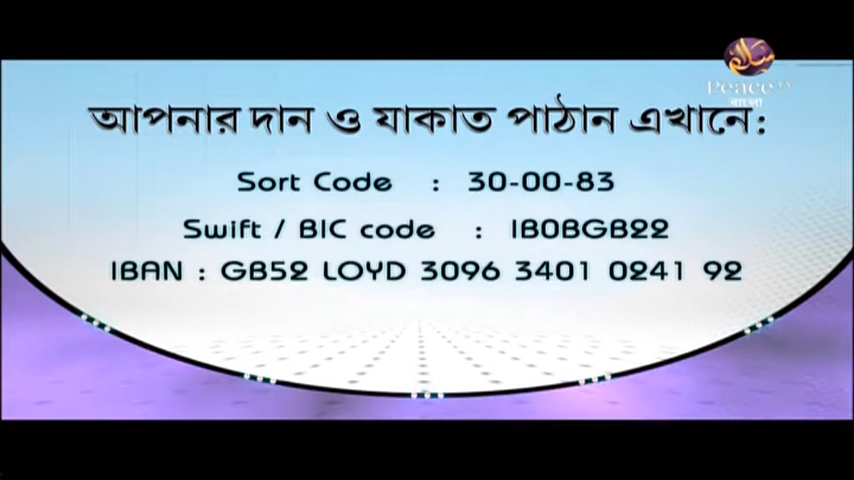 سلام
Peace TV
বাংলা
আপনার দান ও যাকাত পাঠান এখানে:
Sort Code : 30-00-83
Swift / BIC code : IBOBGB22
IBAN : GB52 LOYD 3096 3401 0241 92